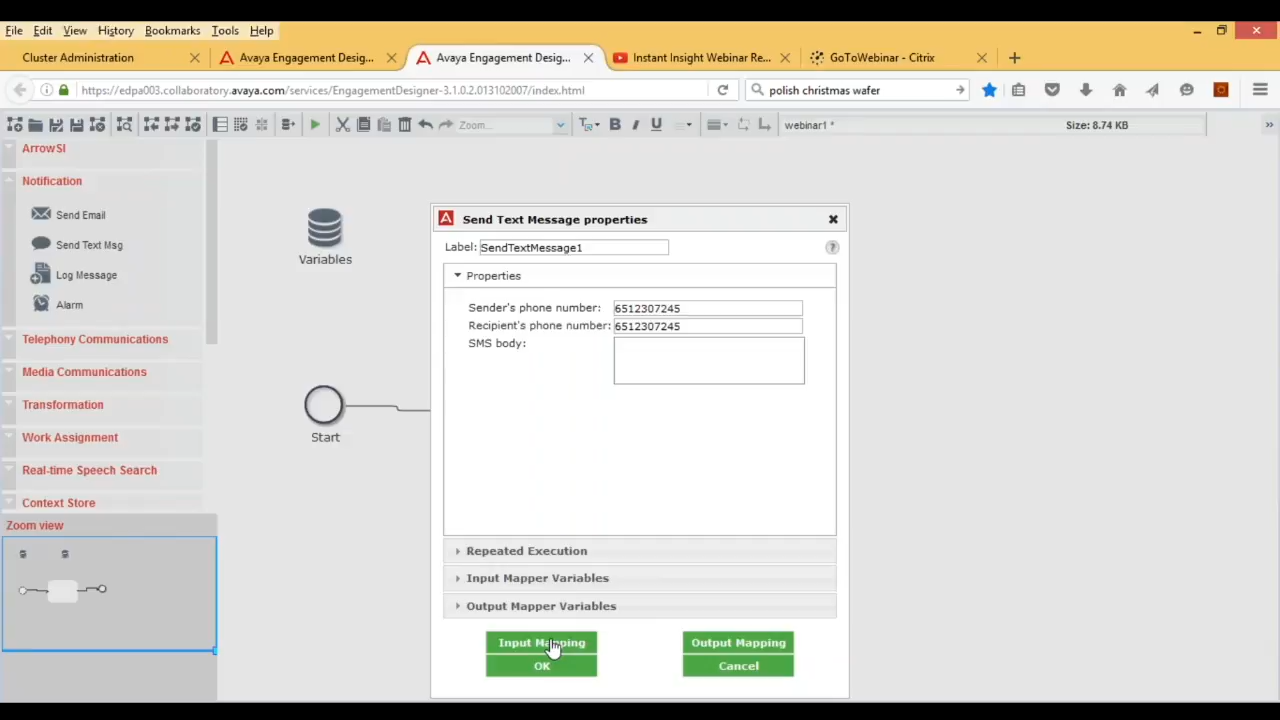 File Edit View History Bookmarks Tools Help
Cluster Administration
Avaya Engagement Desig...
Avaya Engagement Desig...
Instant Insight Webinar Re...
GoToWebinar - Citrix
https://edpa003.collaboratory.avaya.com/services/EngagementDesigner-3.1.0.2.013102007/index.html
polish christmas wafer
Zoom...
B I U
webinar1 *
Size: 8.74 KB
ArrowSI
Notification
Send Email
Send Text Msg
Log Message
Alarm
Telephony Communications
Media Communications
Transformation
Work Assignment
Real-time Speech Search
Context Store
Zoom view
Variables
Start
Send Text Message properties
Label: SendTextMessage1
Properties
Sender's phone number: 6512307245
Recipient's phone number: 6512307245
SMS body:
Repeated Execution
Input Mapper Variables
Output Mapper Variables
Input Mapping Output Mapping
OK Cancel